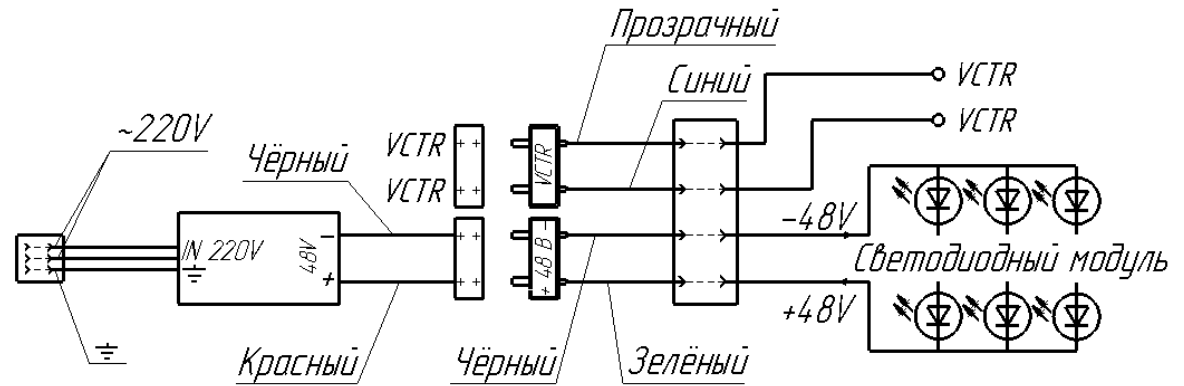 Прозрачный
Синий
VCTR
VCTR
~220V
Чёрный
VCTR
VCTR
VCTR
IN 220V
48V
–
+
+ 48 В –
–48V
Светодиодный модуль
+48V
Красный
Чёрный
Зелёный